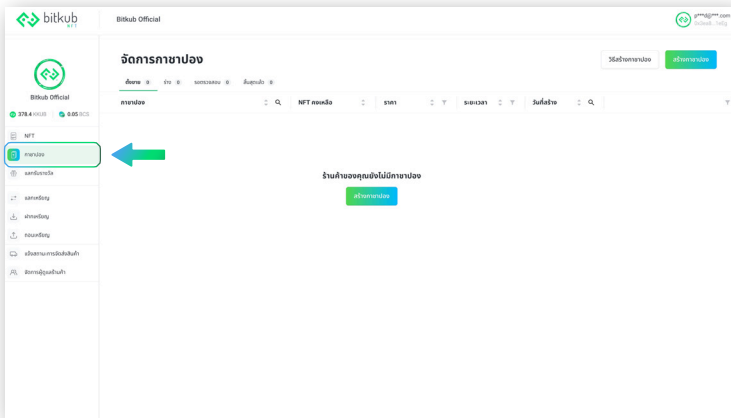 bitkub
NFT
Bitkub Official
p***d@***.com
จัดการกาชาปอง
วิธีสร้างกาชาปอง
สร้างกาชาปอง
ตั้งขาย 0 ร่าง 0 รอตรวจสอบ 0 สิ้นสุดแล้ว 0
Bitkub Official
378.4 KKUB 0.05 BCS
กาชาปอง NFT คงเหลือ ราคา ระยะเวลา วันที่สร้าง
NFT
กาชาปอง
แลกรับรางวัล
แลกเหรียญ
ฝากเหรียญ
ถอนเหรียญ
แจ้งสถานะการจัดส่งสินค้า
จัดการผู้ดูแลร้านค้า
ร้านค้าของคุณยังไม่มีกาชาปอง
สร้างกาชาปอง